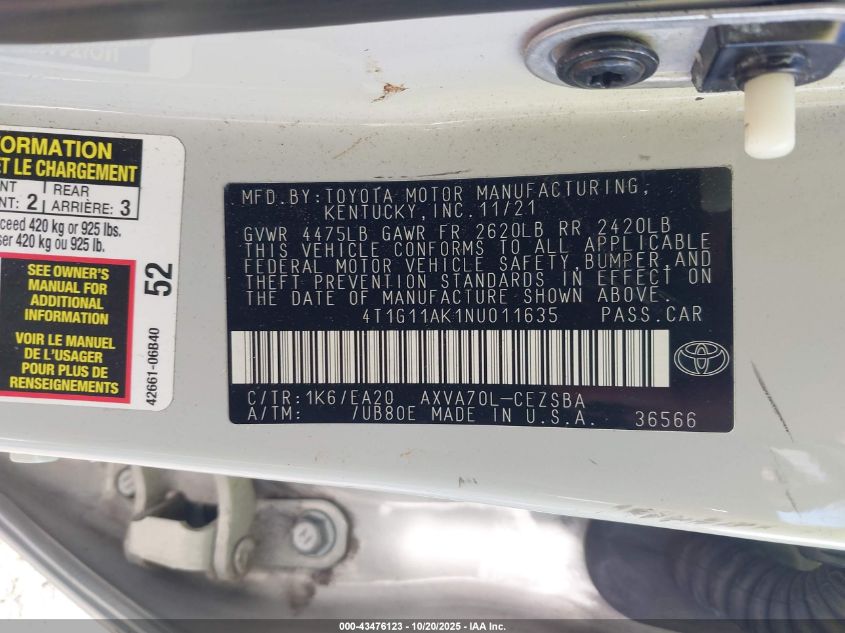 ORMATION
ET LE CHARGEMENT
NT 2 REAR 3
NT: ARRIÈRE:
ceed 420 kg or 925 lbs.
ser 420 kg ou 925 lb.
SEE OWNER'S
MANUAL FOR
ADDITIONAL
INFORMATION
VOIR LE MANUEL
DE L'USAGER
POUR PLUS DE
RENSEIGNEMENTS
52
42661-06B40
MFD.BY:TOYOTA MOTOR MANUFACTURING,
KENTUCKY, INC. 11/21
GVWR 4475LB GAWR FR 2620LB RR 2420LB
THIS VEHICLE CONFORMS TO ALL APPLICABLE
FEDERAL MOTOR VEHICLE SAFETY, BUMPER, AND
THEFT PREVENTION STANDARDS IN EFFECT ON
THE DATE OF MANUFACTURE SHOWN ABOVE.
4T1G11AK1NU011635 PASS.CAR
C/TR:1K6/EA20 AXVA70L-CEZSBA
A/TM: /UB80E MADE IN U.S.A. 36566
TOYOTA
000-43476123 - 10/20/2025 - IAA Inc.